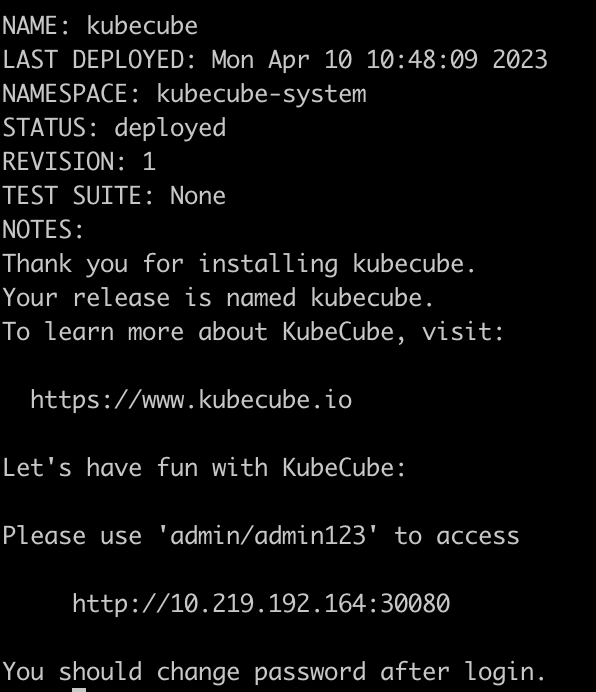 NAME: kubecube
LAST DEPLOYED: Mon Apr 10 10:48:09 2023
NAMESPACE: kubecube-system
STATUS: deployed
REVISION: 1
TEST SUITE: None
NOTES:
Thank you for installing kubecube.
Your release is named kubecube.
To learn more about KubeCube, visit:
https://www.kubecube.io
Let's have fun with KubeCube:
Please use 'admin/admin123' to access
http://10.219.192.164:30080
You should change password after login.